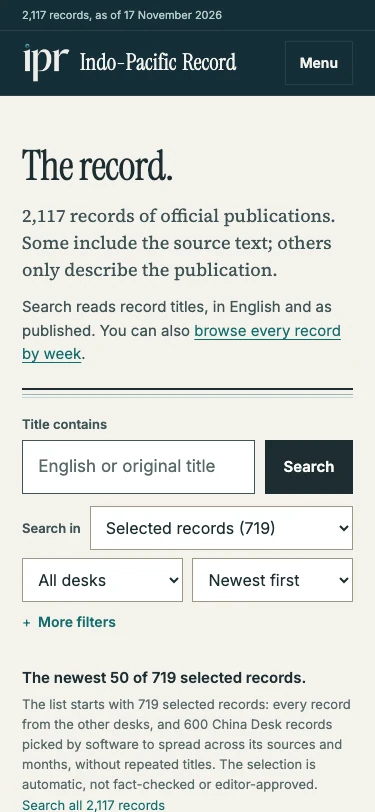 2,117 records, as of 17 November 2026
ipr Indo-Pacific Record
Menu
The record.
2,117 records of official publications.
Some include the source text; others
only describe the publication.
Search reads record titles, in English and as
published. You can also browse every record
by week.
Title contains
English or original title
Search
Search in
Selected records (719)
All desks
Newest first
+ More filters
The newest 50 of 719 selected records.
The list starts with 719 selected records: every record
from the other desks, and 600 China Desk records
picked by software to spread across its sources and
months, without repeated titles. The selection is
automatic, not fact-checked or editor-approved.
Search all 2,117 records